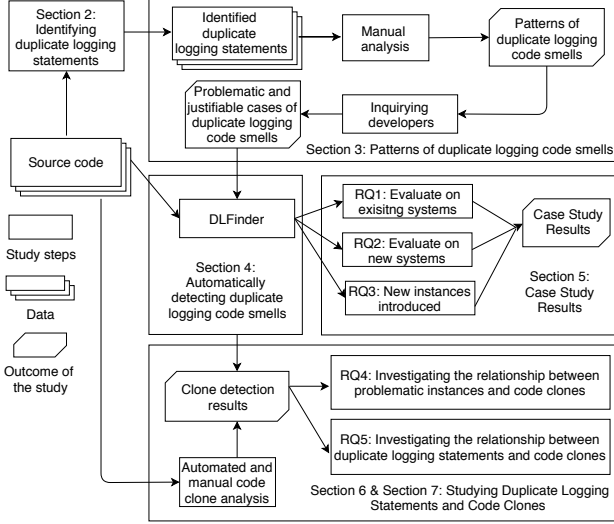 Section 2:
Identifying
duplicate logging
statements
Identified
duplicate
logging statements
Manual
analysis
Patterns of
duplicate logging
code smells
Problematic and
justifiable cases of
duplicate logging
code smells
Inquirying
developers
Section 3: Patterns of duplicate logging code smells
Source code
Study steps
Data
Outcome of
the study
DLFinder
Section 4:
Automatically
detecting duplicate
logging code smells
RQ1: Evaluate on
exisitng systems
RQ2: Evaluate on
new systems
RQ3: New instances
introduced
Case Study
Results
Section 5:
Case Study
Results
Clone detection
results
Automated and
manual code
clone analysis
RQ4: Investigating the relationship between
problematic instances and code clones
RQ5: Investigating the relationship between
duplicate logging statements and code clones
Section 6 & Section 7: Studying Duplicate Logging
Statements and Code Clones